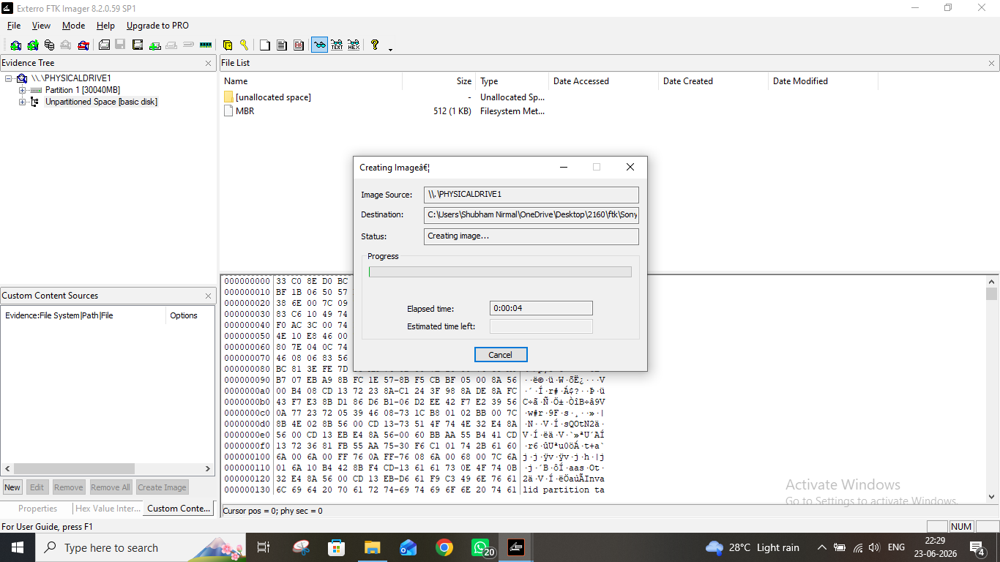 Exterro FTK Imager 8.2.0.59 SP1
File View Mode Help Upgrade to PRO
Evidence Tree
\\.\PHYSICALDRIVE1
Partition 1 [30040MB]
Unpartitioned Space [basic disk]
File List
Name Size Type Date Accessed Date Created Date Modified
[unallocated space] - Unallocated Sp...
MBR 512 (1 KB) Filesystem Met...
Creating Imageâ€¦
Image Source: \\.\PHYSICALDRIVE1
Destination: C:\Users\Shubham Nirmal\OneDrive\Desktop\2160\ftk\Sony
Status: Creating image...
Progress
Elapsed time: 0:00:04
Estimated time left:
Cancel
Custom Content Sources
Evidence:File System|Path|File Options
New Edit Remove Remove All Create Image
Properties Hex Value Inter... Custom Conte...
000000000 33 C0 8E D0 BC
000000010 BF 1B 06 50 57
000000020 38 6E 00 7C 09
000000030 83 C6 10 49 74
000000040 F0 AC 3C 00 74
000000050 4E 10 E8 46 00
000000060 80 7E 04 0C 74
000000070 46 08 06 83 56
000000080 BC 81 3E FE 7D
000000090 B7 07 EB A9 8B FC 1E 57-8B F5 CB BF 05 00 8A 56 ··ë©·ü·W·õË¿···V
0000000a0 00 B4 08 CD 13 72 23 8A-C1 24 3F 98 8A DE 8A FC ·´·Í·r#·Á$?··Þ·ü
0000000b0 43 F7 E3 8B D1 86 D6 B1-06 D2 EE 42 F7 E2 39 56 C÷ã·Ñ·Ö±·ÒîB÷â9V
0000000c0 0A 77 23 72 05 39 46 08-73 1C B8 01 02 BB 00 7C ·w#r·9F·s·¸··»·|
0000000d0 8B 4E 02 8B 56 00 CD 13-73 51 4F 74 4E 32 E4 8A ·N··V·Í·sQOtN2ä·
0000000e0 56 00 CD 13 EB E4 8A 56-00 60 BB AA 55 B4 41 CD V·Í·ëä·V·`»ªU´AÍ
0000000f0 13 72 36 81 FB 55 AA 75-30 F6 C1 01 74 2B 61 60 ·r6·ûUªu0öÁ·t+a`
000000100 6A 00 6A 00 FF 76 0A FF-76 08 6A 00 68 00 7C 6A j·j·ÿv·ÿv·j·h·|j
000000110 01 6A 10 B4 42 8B F4 CD-13 61 61 73 0E 4F 74 0B ·j·´B·ôÍ·aas·Ot·
000000120 32 E4 8A 56 00 CD 13 EB-D6 61 F9 C3 49 6E 76 61 2ä·V·Í·ëÖaùÃInva
000000130 6C 69 64 20 70 61 72 74-69 74 69 6F 6E 20 74 61 lid partition ta
Cursor pos = 0; phy sec = 0
Activate Windows
Go to Settings to activate Windows.
For User Guide, press F1
NUM
Type here to search
20
28°C Light rain
ENG
22:29
23-06-2026
4